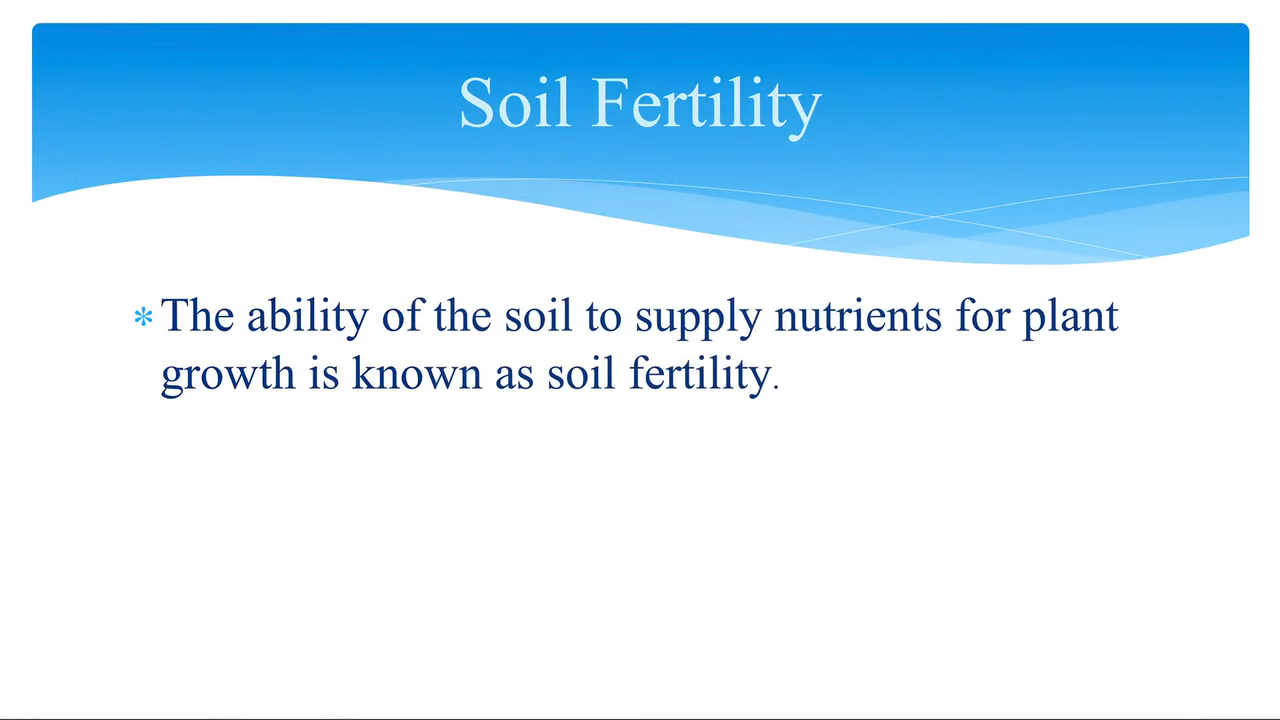 Soil Fertility
* The ability of the soil to supply nutrients for plant
growth is known as soil fertility.